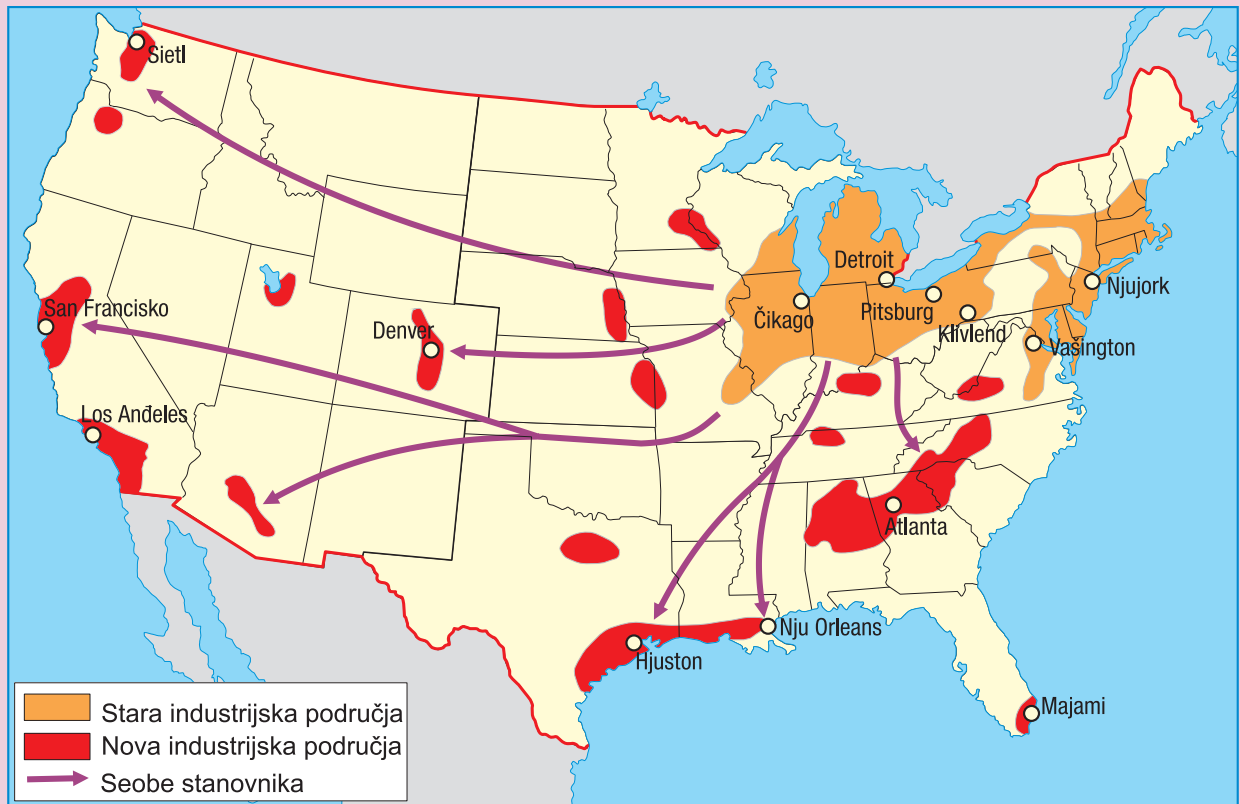 Sietl
San Francisko
Denver
Los Anđeles
Detroit
Čikago
Pitsburg
Klivlend
Njujork
Vašington
Atlanta
Nju Orleans
Hjuston
Majami
Stara industrijska područja
Nova industrijska područja
Seobe stanovnika